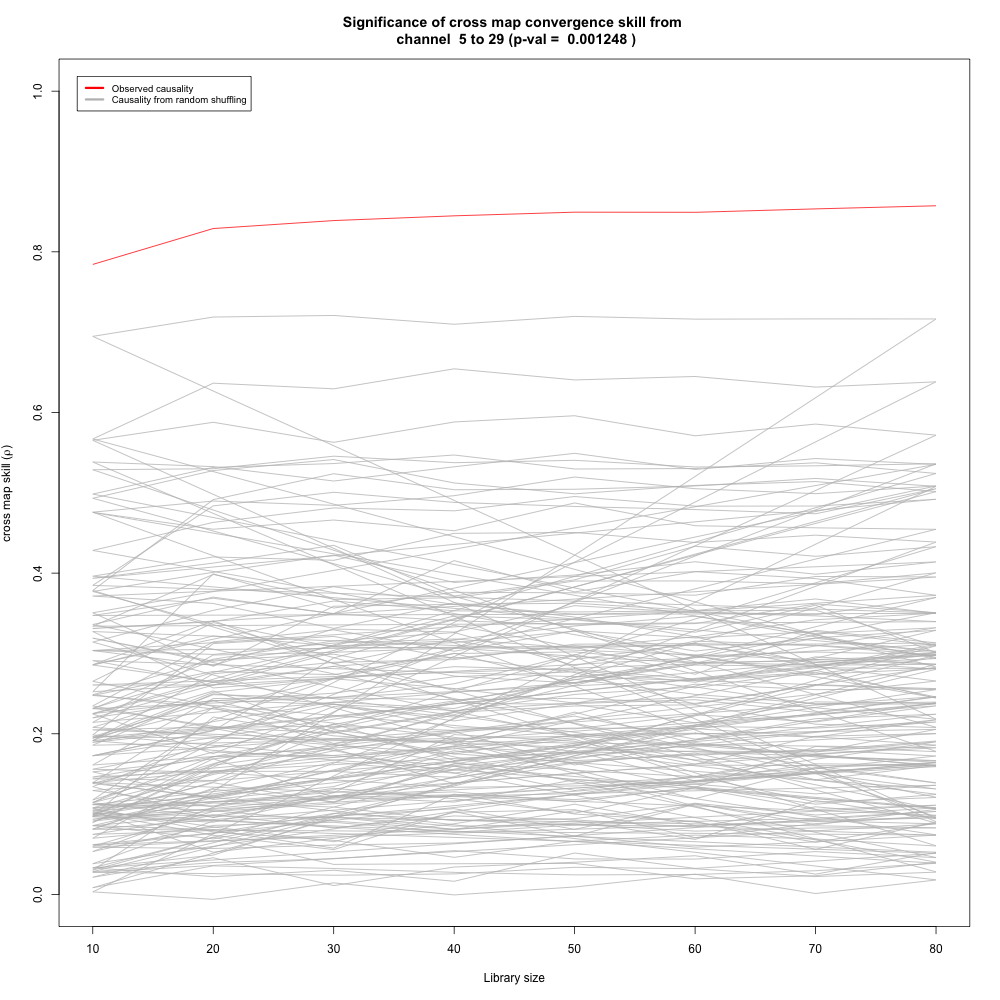 Significance of cross map convergence skill from
channel  5 to 29 (p-val =  0.001248 )
Observed causality
Causality from random shuffling
1.0
0.8
0.6
0.4
0.2
0.0
cross map skill (ρ)
10 20 30 40 50 60 70 80
Library size